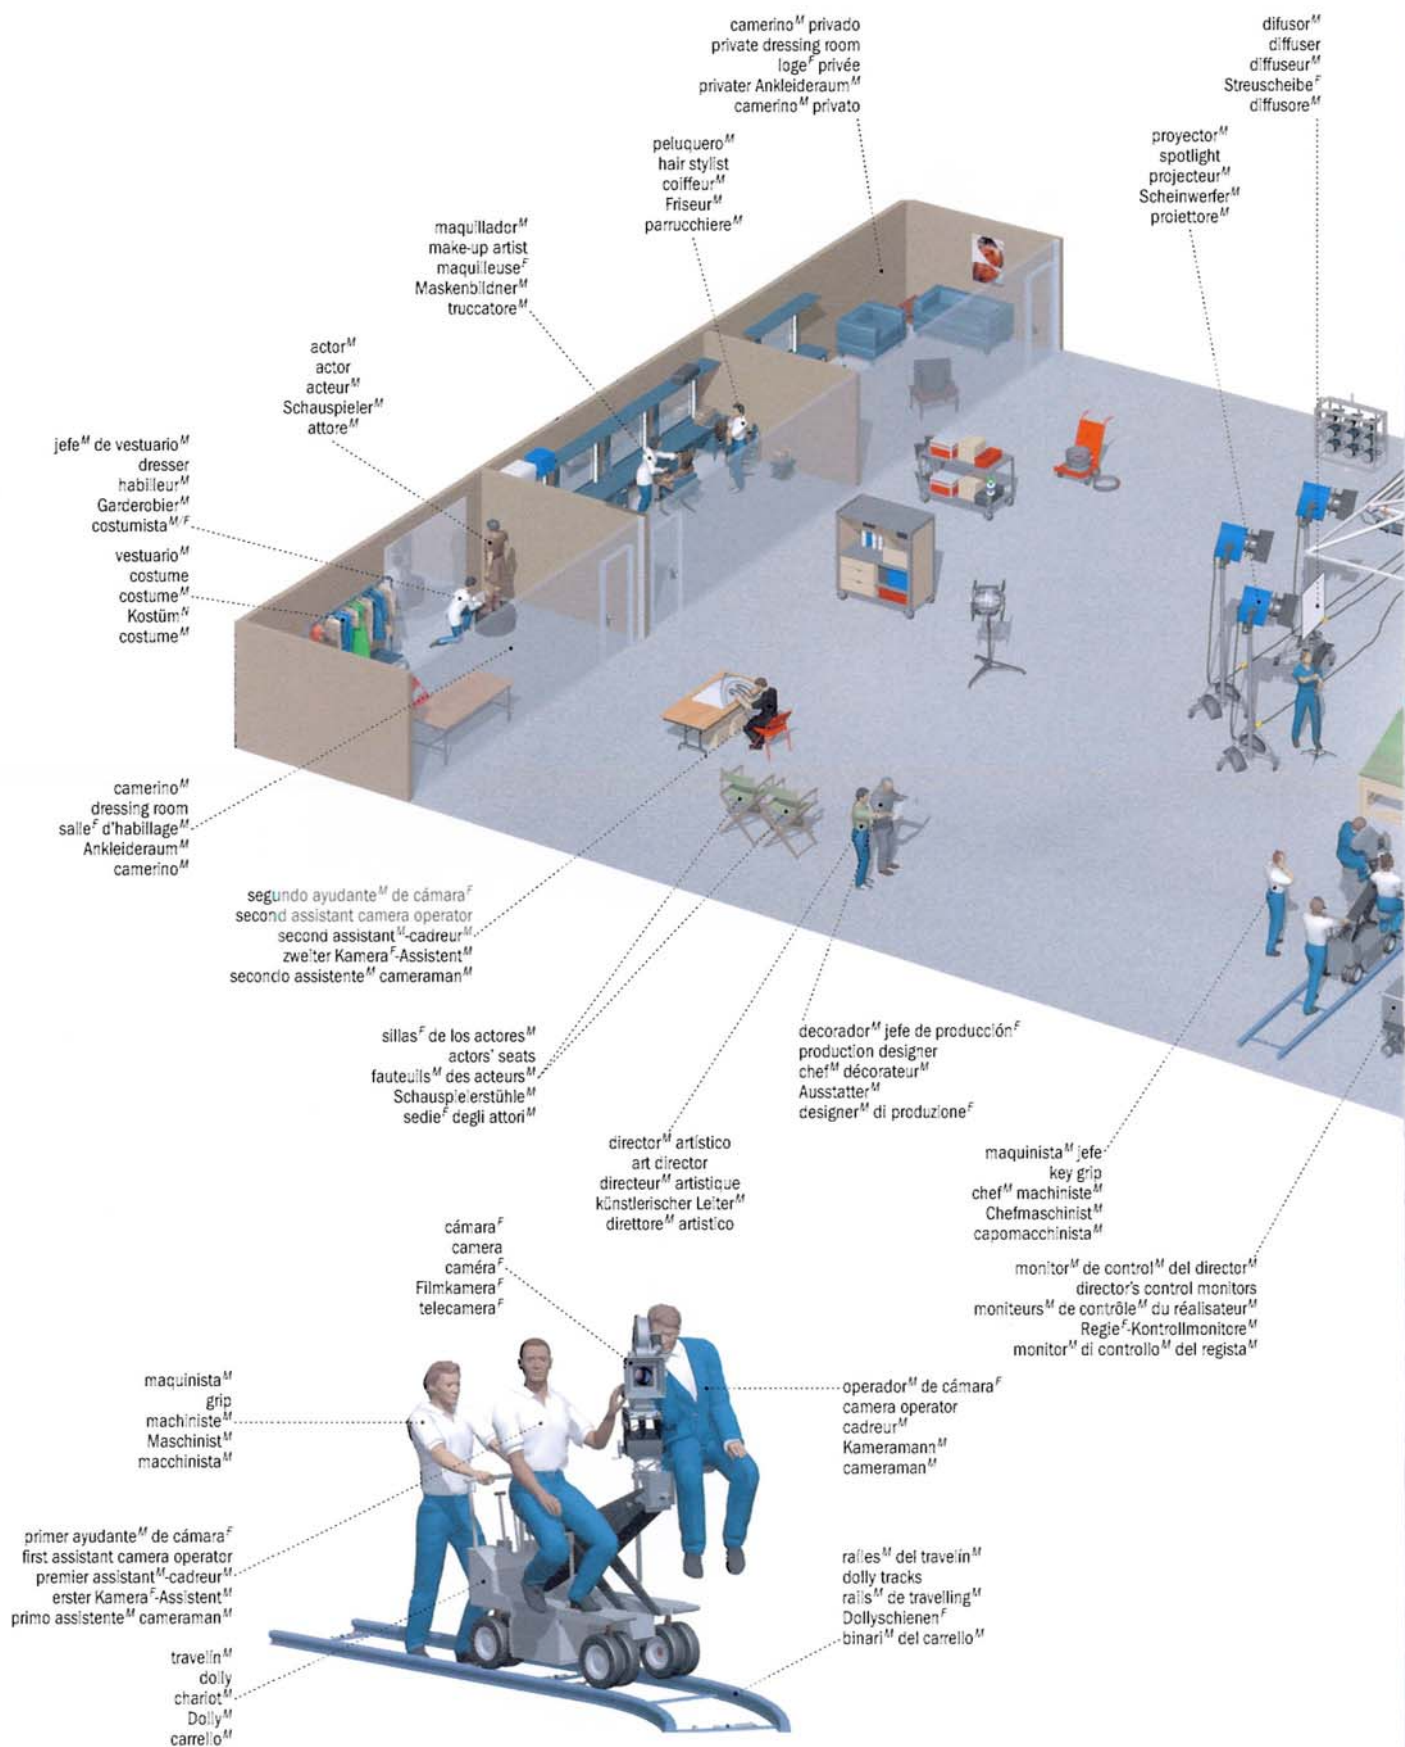 camerino^M privado
private dressing room
loge^F privée
privater Ankleideraum^M
camerino^M privato
difusor^M
diffuser
diffuseur^M
Streuscheibe^F
diffusore^M
proyector^M
spotlight
projecteur^M
Scheinwerfer^M
proiettore^M
peluquero^M
hair stylist
coiffeur^M
Friseur^M
parrucchiere^M
maquillador^M
make-up artist
maquilleuse^F
Maskenbildner^M
truccatore^M
actor^M
actor
acteur^M
Schauspieler^M
attore^M
jefe^M de vestuario^M
dresser
habilleur^M
Garderobier^M
costumista^M/F
vestuario^M
costume
costume^M
Kostüm^N
costume^M
camerino^M
dressing room
salle^F d'habillage^M
Ankleideraum^M
camerino^M
segundo ayudante^M de cámara^F
second assistant camera operator
second assistant^M-cadreur^M
zweiter Kamera^F-Assistent^M
secondo assistente^M cameraman^M
sillas^F de los actores^M
actors' seats
fauteuils^M des acteurs^M
Schauspielerstühle^M
sedie^F degli attori^M
decorador^M jefe de producción^F
production designer
chef^M décorateur^M
Ausstatter^M
designer^M di produzione^F
director^M artístico
art director
directeur^M artistique
künstlerischer Leiter^M
direttore^M artistico
maquinista^M jefe
key grip
chef^M machiniste^M
Chefmaschinist^M
capomacchinista^M
monitor^M de control^M del director^M
director's control monitors
moniteurs^M de contrôle^M du réalisateur^M
Regie^F-Kontrollmonitore^M
monitor^M di controllo^M del regista^M
cámara^F
camera
caméra^F
Filmkamera^F
telecamera^F
maquinista^M
grip
machiniste^M
Maschinist^M
macchinista^M
operador^M de cámara^F
camera operator
cadreur^M
Kameramann^M
cameraman^M
primer ayudante^M de cámara^F
first assistant camera operator
premier assistant^M-cadreur^M
erster Kamera^F-Assistent^M
primo assistente^M cameraman^M
raíles^M del travelín^M
dolly tracks
rails^M de travelling^M
Dollyschienen^F
binari^M del carrello^M
travelín^M
dolly
chariot^M
Dolly^M
carrello^M